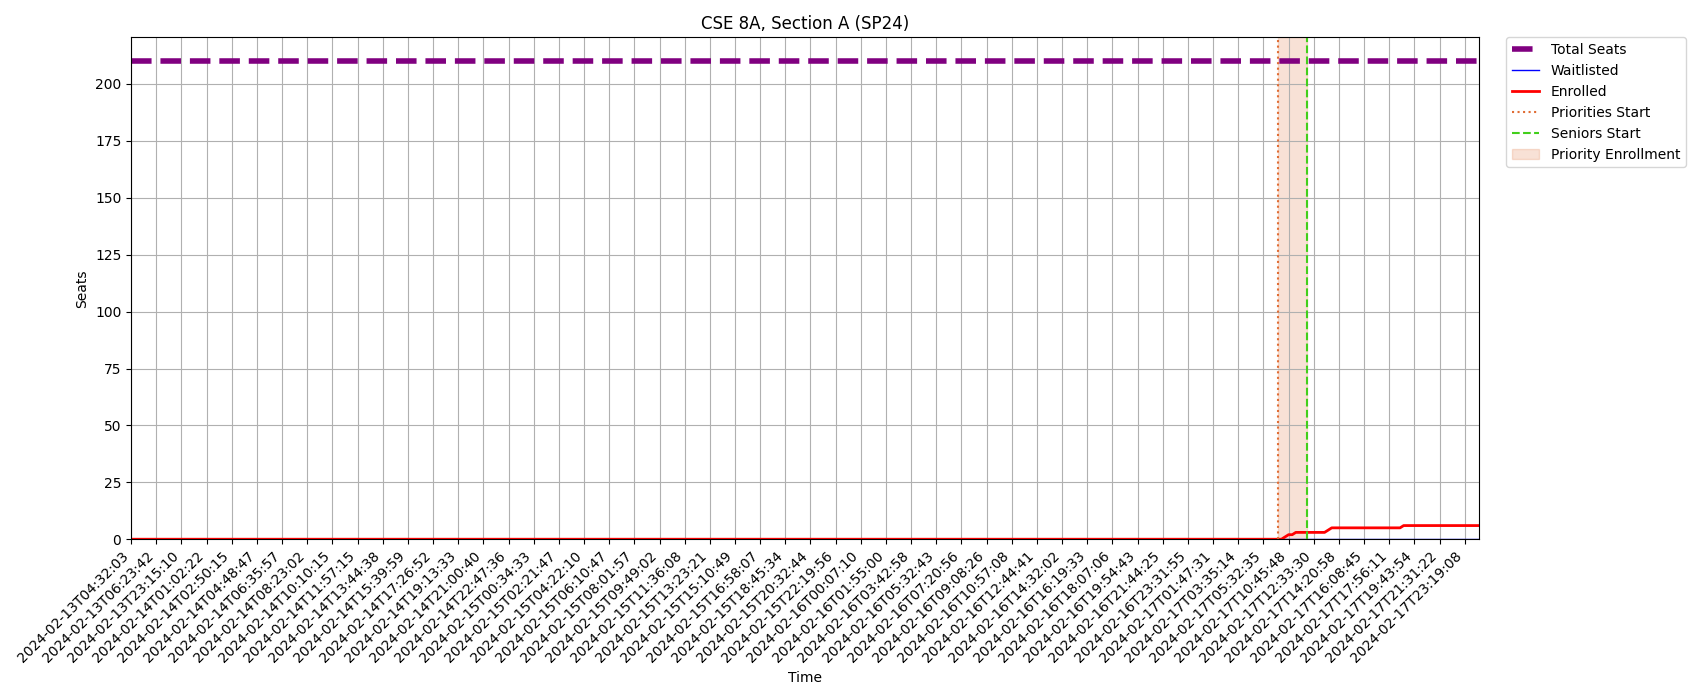 CSE 8A, Section A (SP24)
Total Seats
Waitlisted
Enrolled
Priorities Start
Seniors Start
Priority Enrollment
Seats
200
175
150
125
100
75
50
25
0
2024-02-13T04:32:03
2024-02-13T06:23:42
2024-02-13T23:15:10
2024-02-14T01:02:22
2024-02-14T02:50:15
2024-02-14T04:48:47
2024-02-14T06:35:57
2024-02-14T08:23:02
2024-02-14T10:10:15
2024-02-14T11:57:15
2024-02-14T13:44:38
2024-02-14T15:39:59
2024-02-14T17:26:52
2024-02-14T19:13:33
2024-02-14T21:00:40
2024-02-14T22:47:36
2024-02-15T00:34:33
2024-02-15T02:21:47
2024-02-15T04:22:10
2024-02-15T06:10:47
2024-02-15T08:01:57
2024-02-15T09:49:02
2024-02-15T11:36:08
2024-02-15T13:23:21
2024-02-15T15:10:49
2024-02-15T16:58:07
2024-02-15T18:45:34
2024-02-15T20:32:44
2024-02-15T22:19:56
2024-02-16T00:07:10
2024-02-16T01:55:00
2024-02-16T03:42:58
2024-02-16T05:32:43
2024-02-16T07:20:56
2024-02-16T09:08:26
2024-02-16T10:57:08
2024-02-16T12:44:41
2024-02-16T14:32:02
2024-02-16T16:19:33
2024-02-16T18:07:06
2024-02-16T19:54:43
2024-02-16T21:44:25
2024-02-16T23:31:55
2024-02-17T01:47:31
2024-02-17T03:35:14
2024-02-17T05:32:35
2024-02-17T10:45:48
2024-02-17T12:33:30
2024-02-17T14:20:58
2024-02-17T16:08:45
2024-02-17T17:56:11
2024-02-17T19:43:54
2024-02-17T21:31:22
2024-02-17T23:19:08
Time